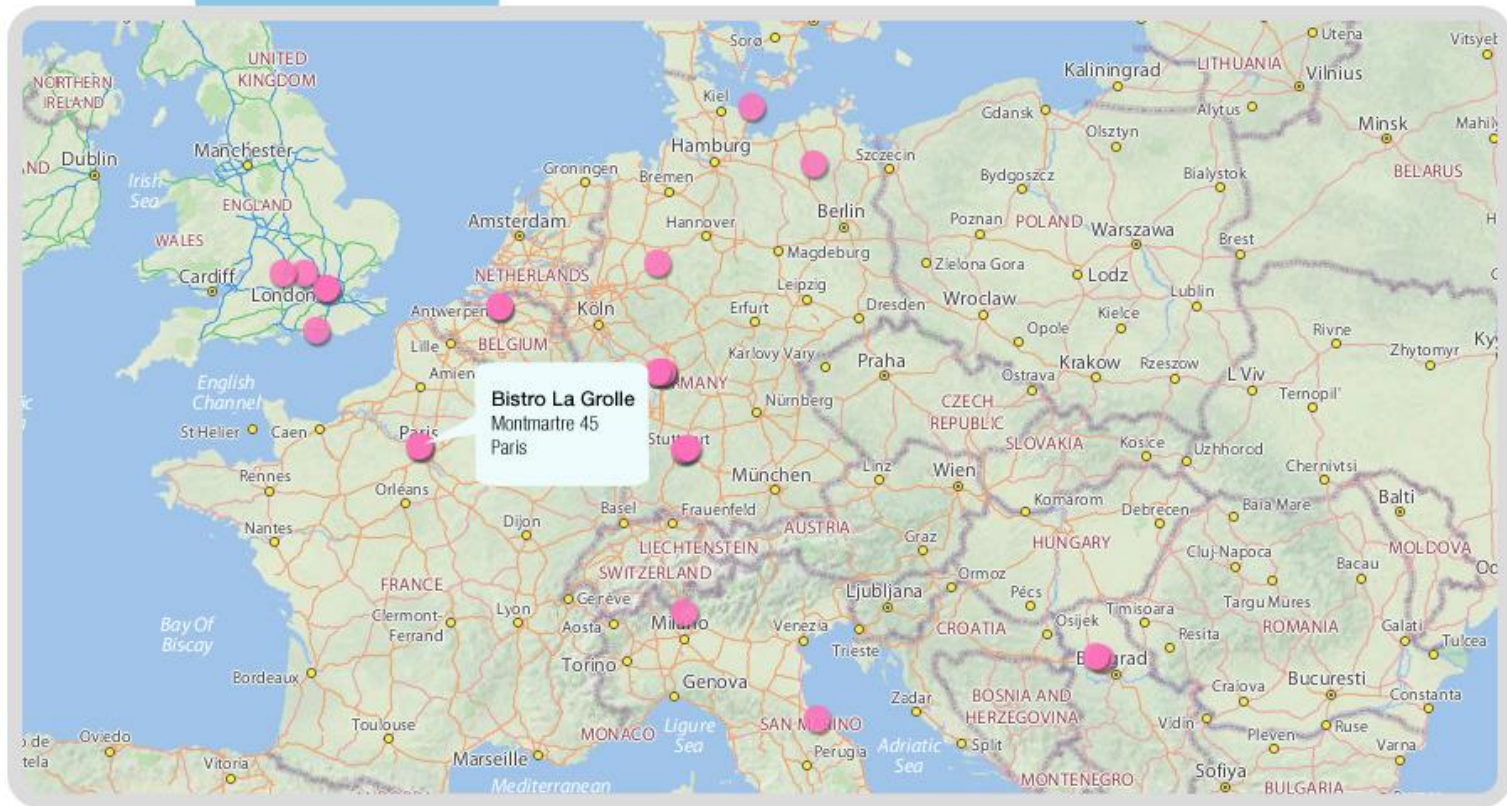 Sorø
Utena
Vitsyeb
UNITED
KINGDOM
LITHUANIA
Kaliningrad
Vilnius
NORTHERN
IRELAND
Kiel
Gdansk
Alytus
Minsk
Mahil
Olsztyn
Hamburg
Manchester
Dublin
Szczecin
Groningen
Bremen
Bydgoszcz
Bialystok
BELARUS
Irish
Sea
ENGLAND
Amsterdam
Hannover
Berlin
Poznan
POLAND
Warszawa
WALES
Brest
Magdeburg
Zielona Gora
Lodz
Cardiff
NETHERLANDS
London
Leipzig
Wroclaw
Lublin
Antwerpen
Köln
Erfurt
Dresden
Kielce
Opole
Rivne
Lille
BELGIUM
Karlovy Vary
Praha
Krakow
Rzeszow
Zhytomyr
Amien
Ostrava
L Viv
English
Channel
Bistro La Grolle
Montmartre 45
Paris
Nürnberg
CZECH
REPUBLIC
Ternopil'
St Helier
Caen
Paris
Stuttgart
SLOVAKIA
Kosice
Uzhhorod
Rennes
München
Linz
Wien
Chernivtsi
Orléans
Komarom
Debrecen
Baia Mare
Balti
Nantes
Dijon
Basel
Frauenfeld
AUSTRIA
Graz
HUNGARY
LIECHTENSTEIN
Cluj-Napoca
MOLDOVA
Bacau
FRANCE
SWITZERLAND
Ormoz
Pécs
Genève
Ljubljana
Targu Mures
Clermont-
Ferrand
Lyon
Timisoara
Bay Of
Biscay
Aosta
Milano
Venezia
CROATIA
Osijek
Resita
ROMANIA
Galati
Tulcea
Trieste
Torino
Belgrad
Bordeaux
Genova
Zadar
BOSNIA AND
HERZEGOVINA
Craiova
Bucuresti
Constanta
Toulouse
MONACO
Ligure
Sea
SAN MARINO
Vidin
Ruse
Oviedo
Marseille
Perugia
Adriatic
Sea
Split
Pleven
Varna
Vitoria
Mediterranean
MONTENEGRO
Sofiya
BULGARIA